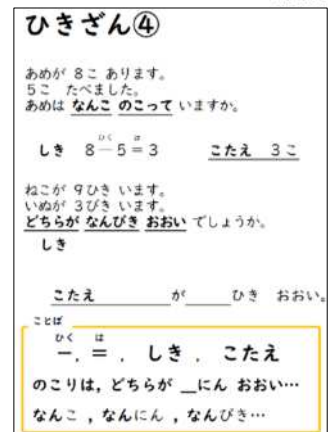 ひきざん④
あめが 8こ あります。
5こ たべました。
あめは なんこ のこって いますか。
ひく は
しき 8－5＝3 こたえ 3こ
ねこが 9ひき います。
いぬが 3びき います。
どちらが なんびき おおい でしょうか。
しき
こたえ が ひき おおい。
ことば
ひく は
－. ＝ . しき . こたえ
のこりは, どちらが __にん おおい…
なんこ , なんにん , なんびき…